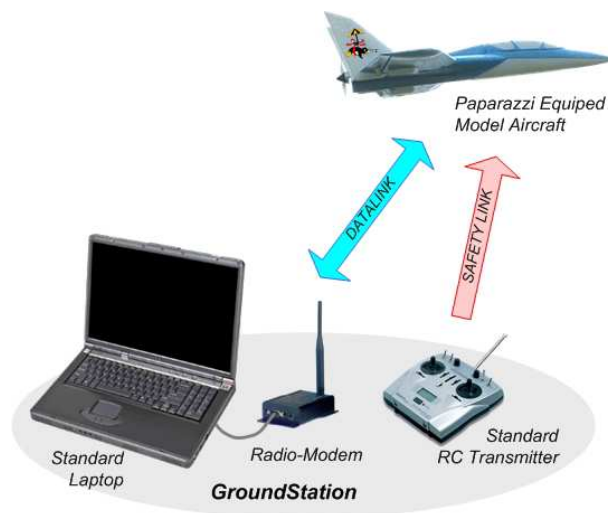 Paparazzi Equiped
Model Aircraft
DATALINK
SAFETY LINK
Standard
Laptop
Radio-Modem
Standard
RC Transmitter
GroundStation